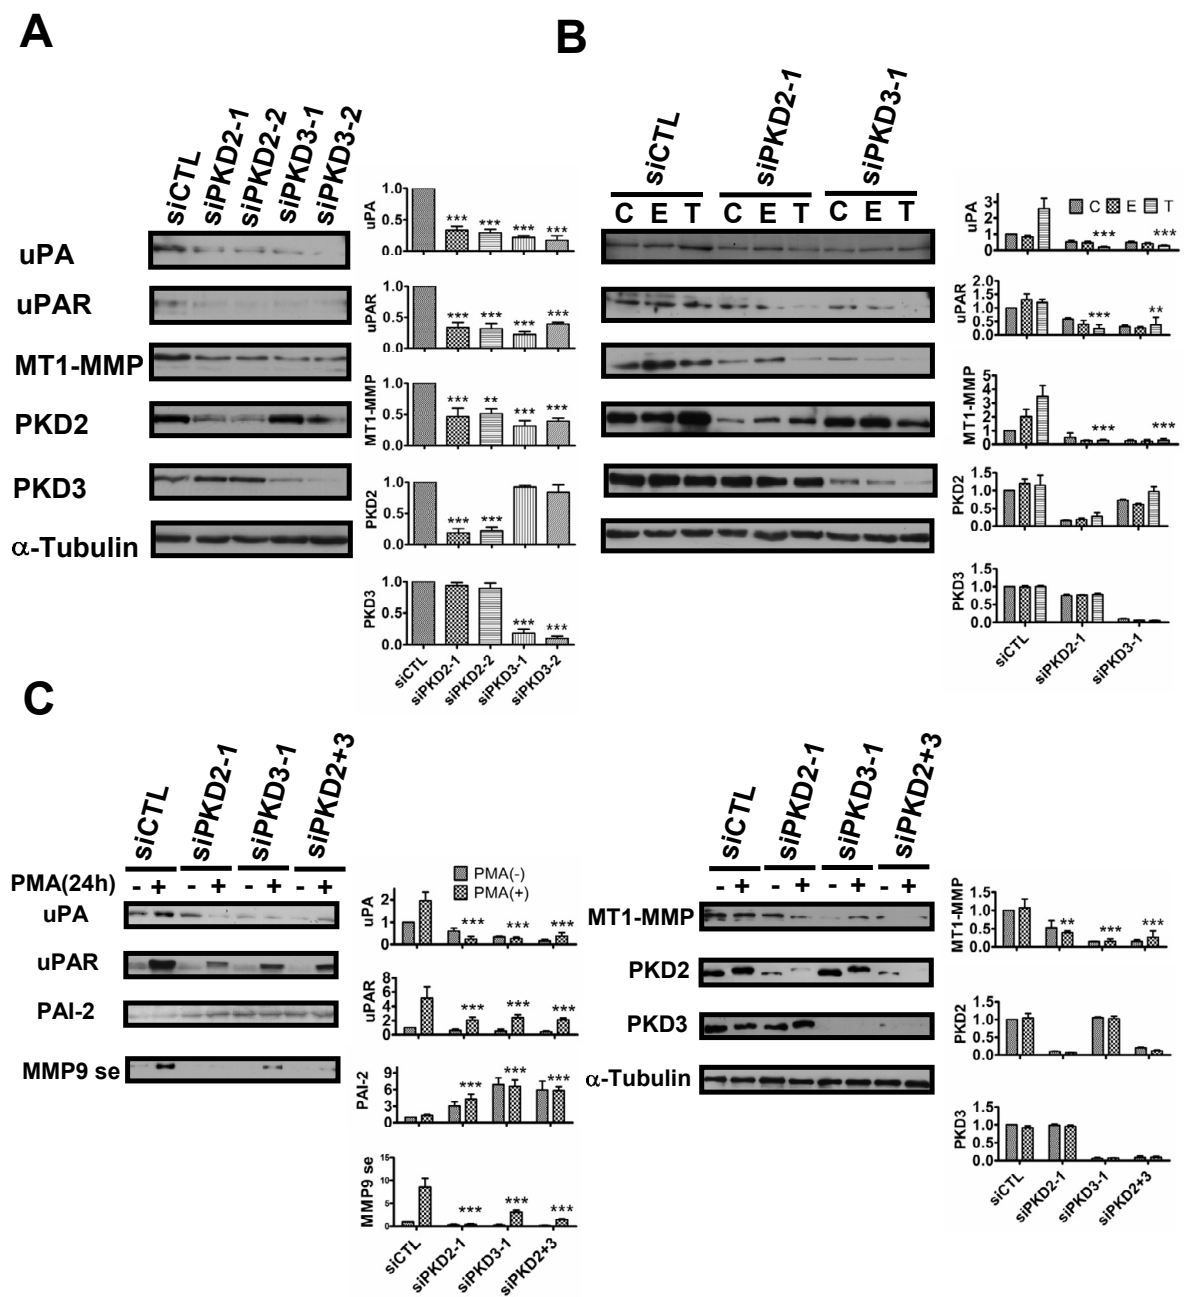 A
siCTL
siPKD2-1
siPKD2-2
siPKD3-1
siPKD3-2
uPA
uPAR
MT1-MMP
PKD2
PKD3
α-Tubulin
1.0
0.5
0.0
uPA
***
***
***
***
1.0
0.5
0.0
uPAR
***
***
***
***
1.0
0.5
0.0
MT1-MMP
***
**
***
***
1.0
0.5
0.0
PKD2
***
***
1.0
0.5
0.0
PKD3
***
***
siCTL
siPKD2-1
siPKD2-2
siPKD3-1
siPKD3-2
B
siCTL
siPKD2-1
siPKD3-1
C E T C E T C E T
3
2
1
0
uPA
C E T
***
***
2.0
1.5
1.0
0.5
0.0
uPAR
***
**
5
4
2
1
0
MT1-MMP
***
***
1.5
1.0
0.5
0.0
PKD2
1.5
1.0
0.5
0.0
PKD3
siCTL
siPKD2-1
siPKD3-1
C
siCTL
siPKD2-1
siPKD3-1
siPKD2+3
PMA(24h) - + - + - + - +
uPA
uPAR
PAI-2
MMP9 se
PMA(-)
PMA(+)
2
1
0
uPA
***
***
***
8
6
4
2
0
uPAR
***
***
***
9
6
3
0
PAI-2
***
***
***
15
10
5
0
MMP9 se
***
***
***
siCTL
siPKD2-1
siPKD3-1
siPKD2+3
siCTL
siPKD2-1
siPKD3-1
siPKD2+3
- + - + - + - +
MT1-MMP
PKD2
PKD3
α-Tubulin
1.5
1.0
0.5
0.0
MT1-MMP
**
***
***
1.5
1.0
0.5
0.0
PKD2
1.5
1.0
0.5
0.0
PKD3
siCTL
siPKD2-1
siPKD3-1
siPKD2+3